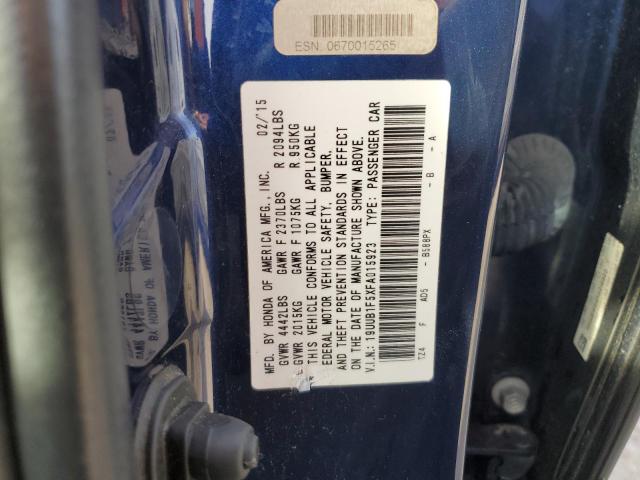 ESN 0670015265
MFD. BY HONDA OF AMERICA MFG., INC. 02/'15
GVWR 4442LBS GAWR F 2370LBS R 2094LBS
GVWR 2015KG GAWR F 1075KG R 950KG
THIS VEHICLE CONFORMS TO ALL APPLICABLE
EDERAL MOTOR VEHICLE SAFETY, BUMPER,
AND THEFT PREVENTION STANDARDS IN EFFECT
ON THE DATE OF MANUFACTURE SHOWN ABOVE.
V.I.N.: 19UUB1F5XFA015923 TYPE: PASSENGER CAR
TZ4 F AD5 - B588PX - B - A